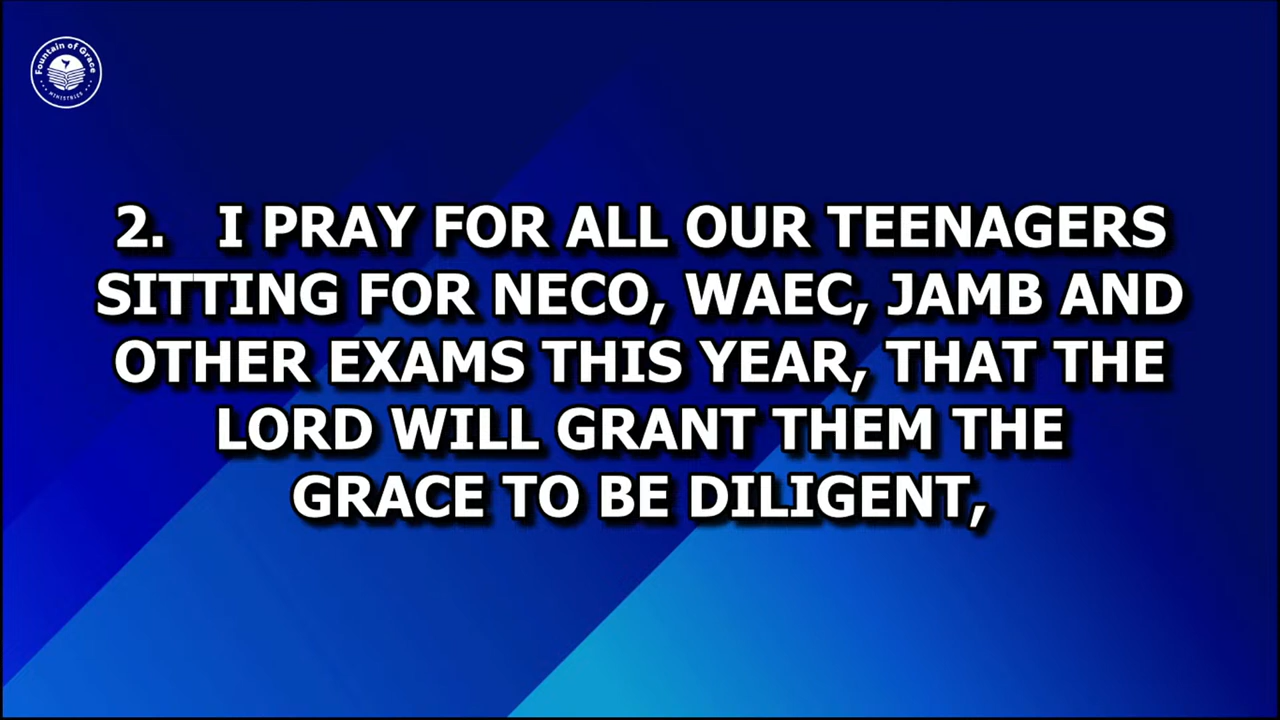 Fountain of Grace
MINISTRIES
2. I PRAY FOR ALL OUR TEENAGERS
SITTING FOR NECO, WAEC, JAMB AND
OTHER EXAMS THIS YEAR, THAT THE
LORD WILL GRANT THEM THE
GRACE TO BE DILIGENT,